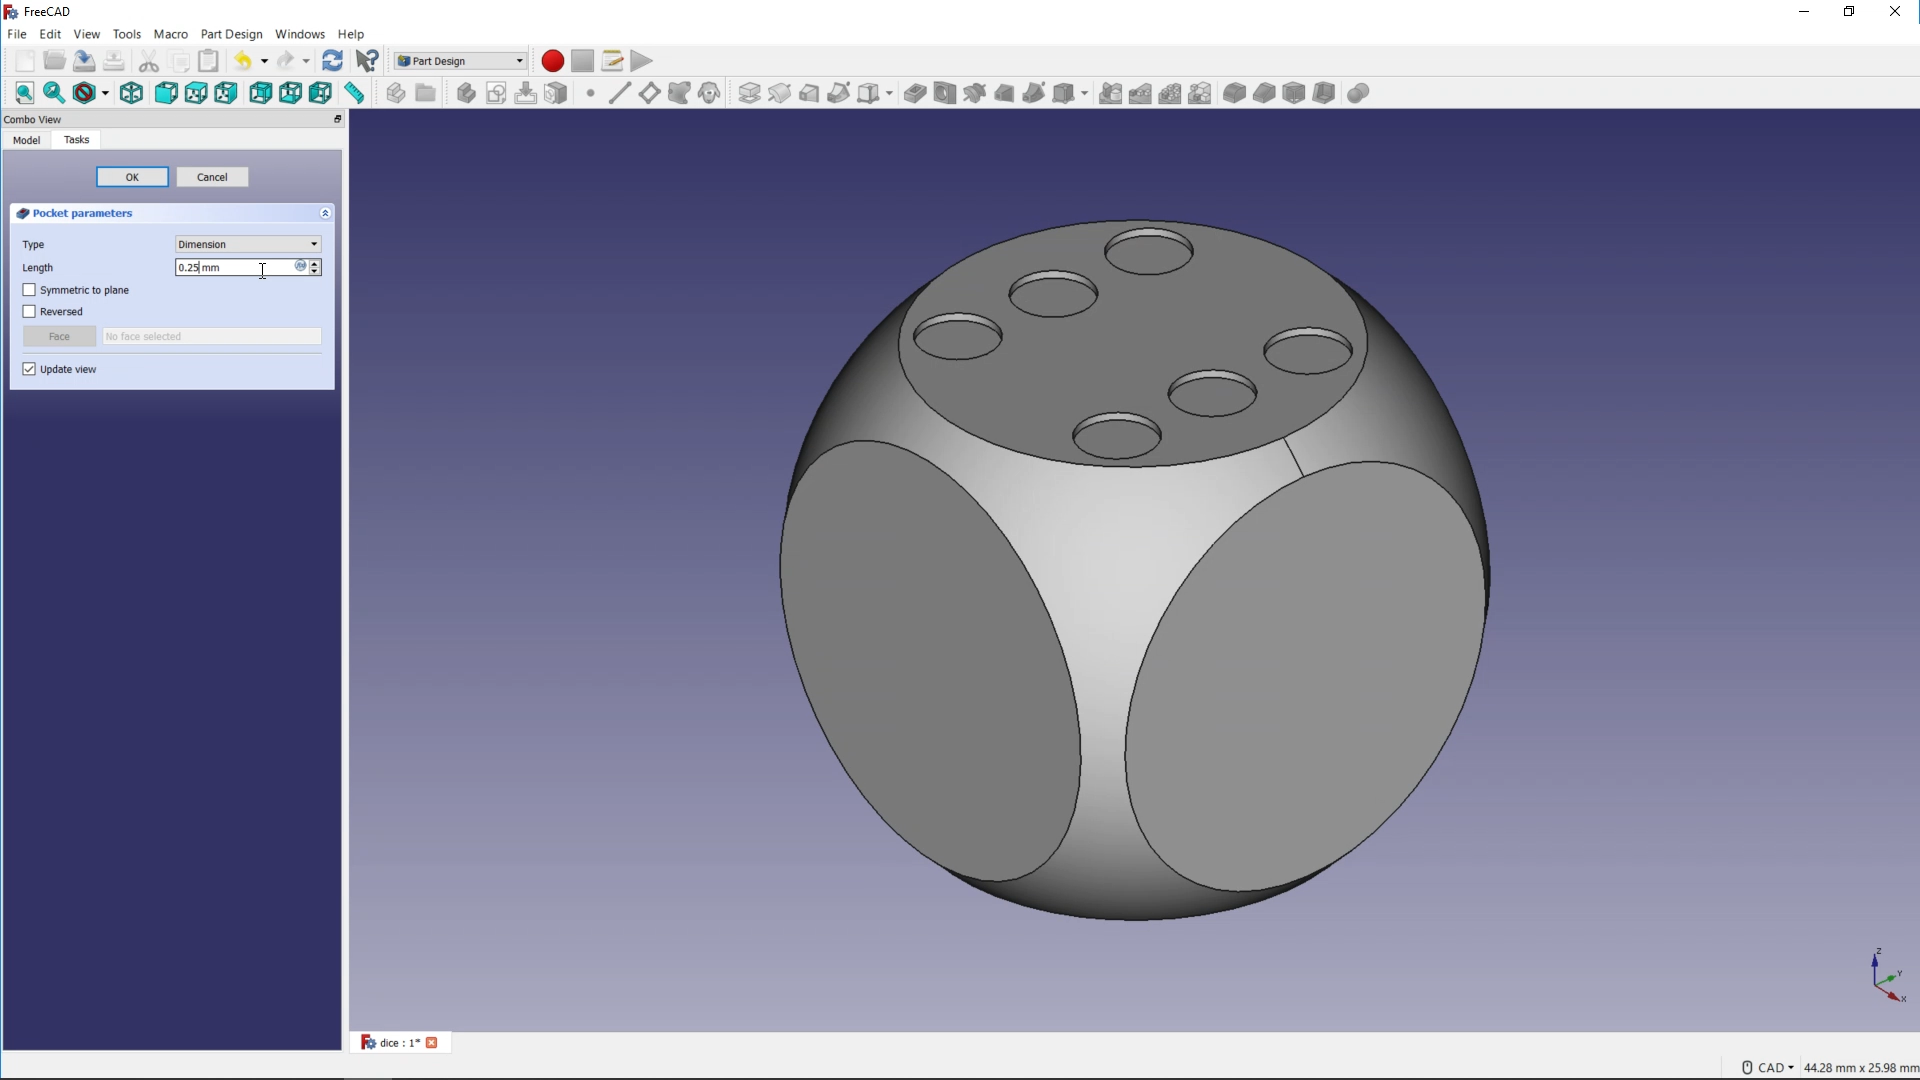 FreeCAD
File Edit View Tools Macro Part Design Windows Help
Part Design
Combo View
Model Tasks
OK Cancel
Pocket parameters
Type Dimension
Length 0.25 mm
Symmetric to plane
Reversed
Face No face selected
Update view
Z
Y
X
dice : 1*
CAD 44.28 mm x 25.98 mm